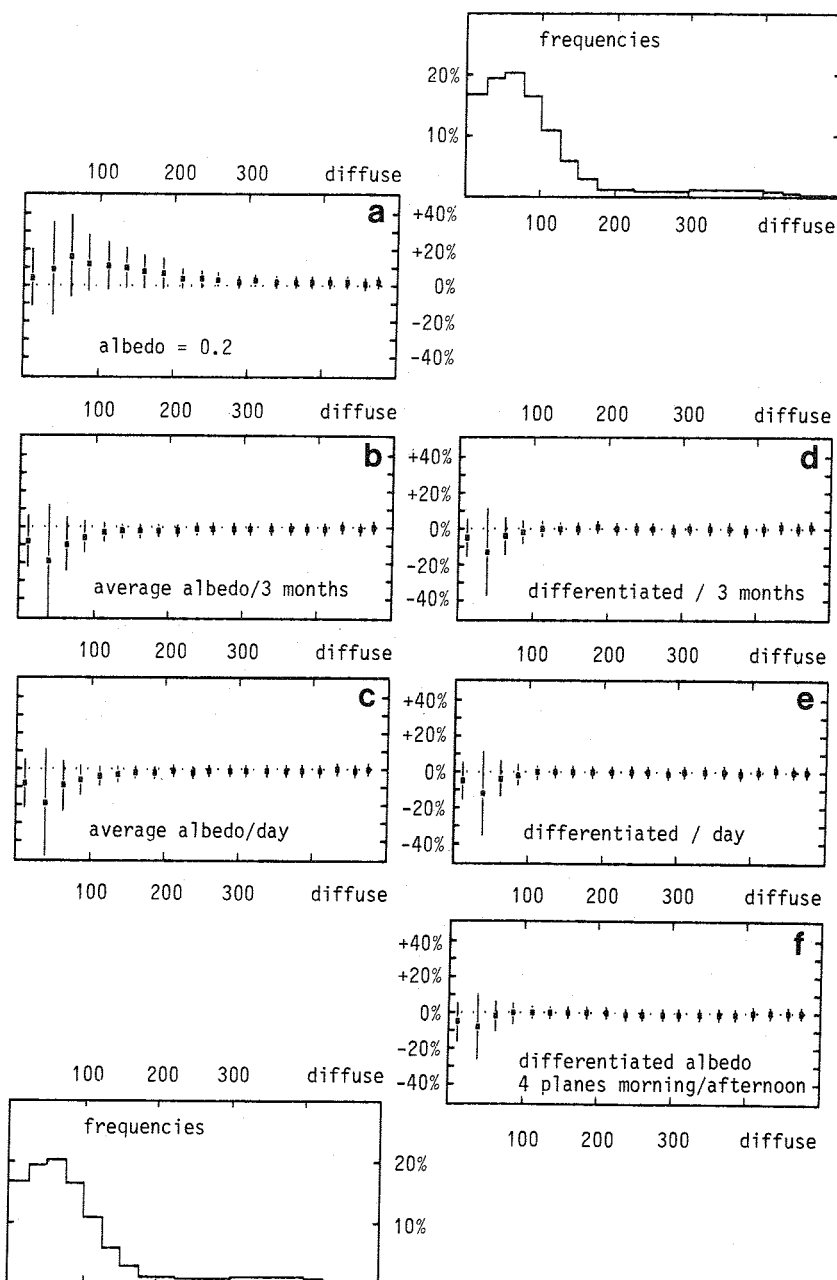 frequencies
20%
10%
100 200 300 diffuse
100 200 300 diffuse
a
+40%
+20%
0%
-20%
-40%
albedo = 0.2
100 200 300 diffuse
b
average albedo/3 months
100 200 300 diffuse
+40%
+20%
0%
-20%
-40%
d
differentiated / 3 months
100 200 300 diffuse
c
average albedo/day
100 200 300 diffuse
+40%
+20%
0%
-20%
-40%
e
differentiated / day
100 200 300 diffuse
100 200 300 diffuse
+40%
+20%
0%
-20%
-40%
f
differentiated albedo
4 planes morning/afternoon
100 200 300 diffuse
100 200 300 diffuse
frequencies
20%
10%